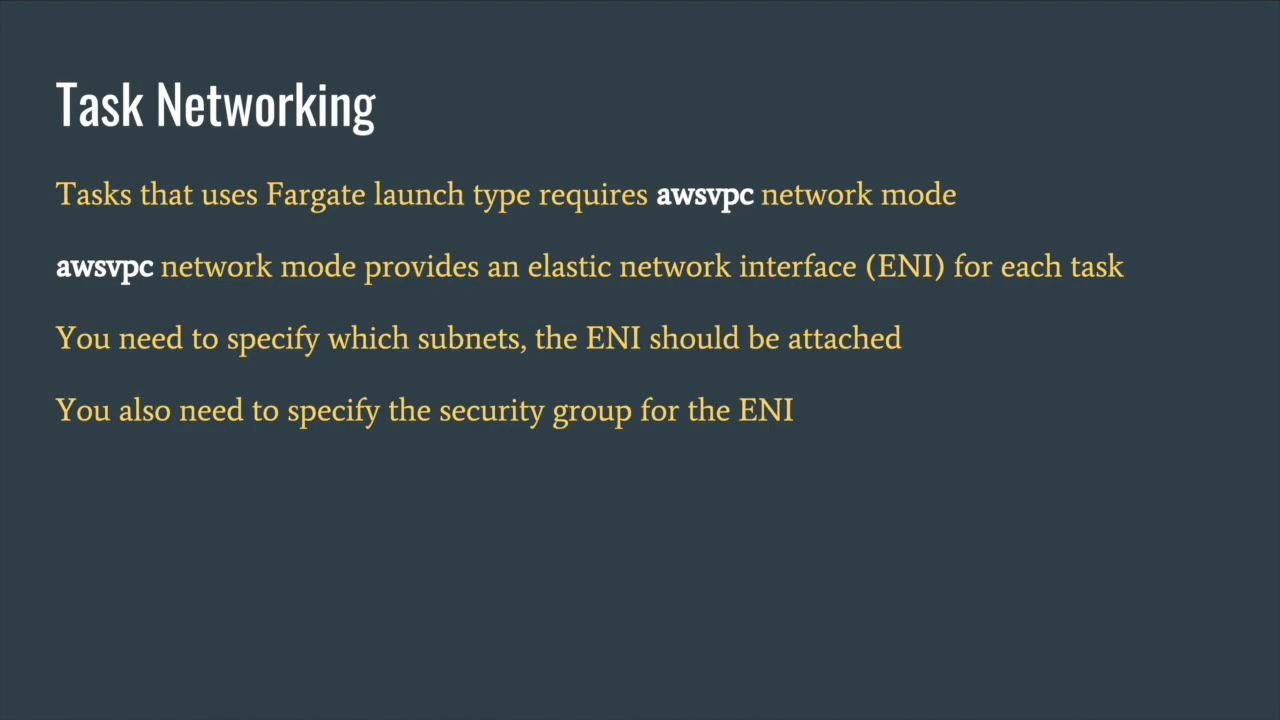 Task Networking
Tasks that uses Fargate launch type requires awsvpc network mode
awsvpc network mode provides an elastic network interface (ENI) for each task
You need to specify which subnets, the ENI should be attached
You also need to specify the security group for the ENI